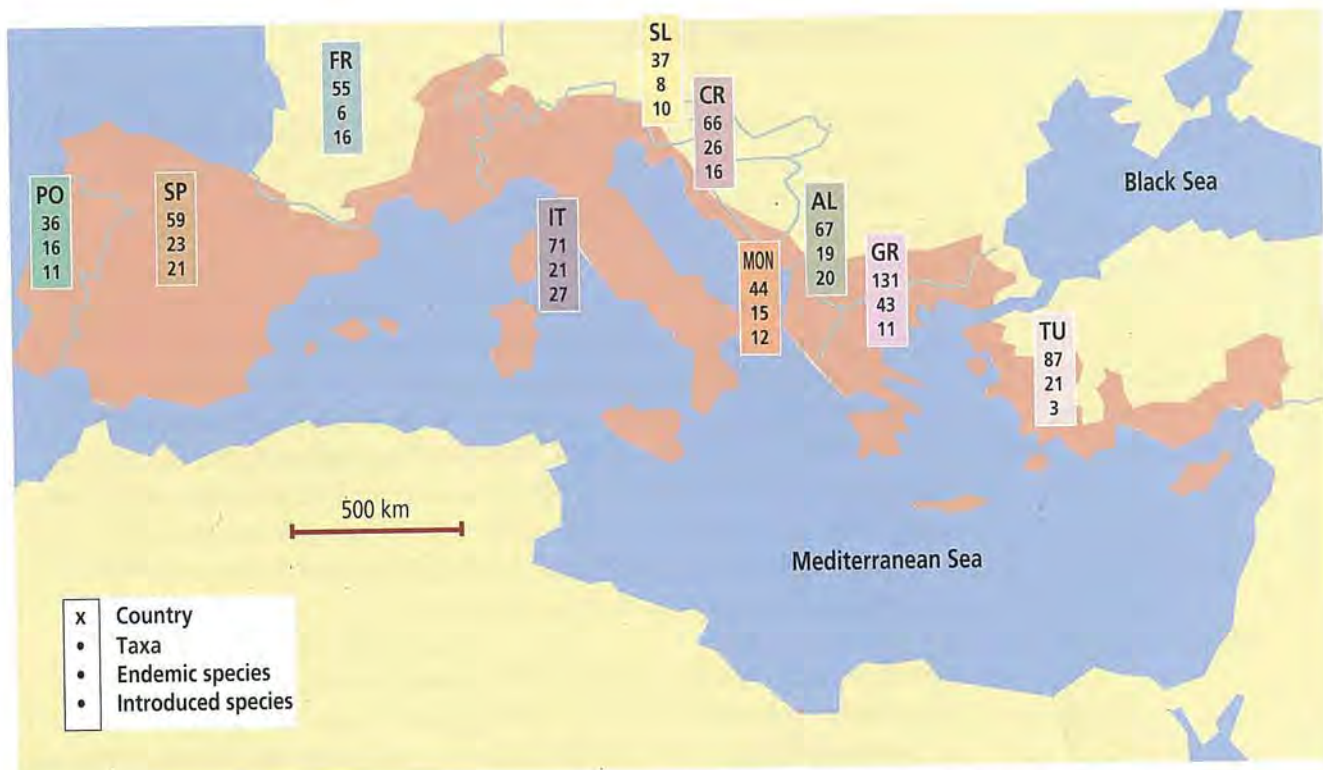 SL
37
8
10
FR
55
6
16
CR
66
26
16
Black Sea
PO
36
16
11
SP
59
23
21
IT
71
21
27
AL
67
19
20
MON
44
15
12
GR
131
43
11
TU
87
21
3
500 km
Mediterranean Sea
x Country
• Taxa
• Endemic species
• Introduced species